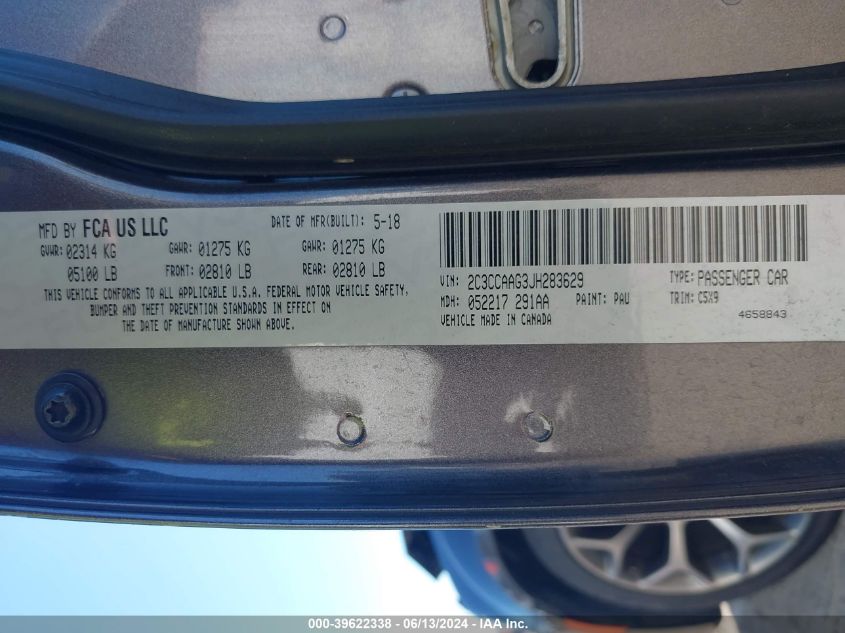 MFD BY FCA US LLC
DATE OF MFR(BUILT): 5-18
GVWR: 02314 KG GAWR: 01275 KG GAWR: 01275 KG
05100 LB FRONT: 02810 LB REAR: 02810 LB
THIS VEHICLE CONFORMS TO ALL APPLICABLE U.S.A. FEDERAL MOTOR VEHICLE SAFETY,
BUMPER AND THEFT PREVENTION STANDARDS IN EFFECT ON
THE DATE OF MANUFACTURE SHOWN ABOVE.
VIN: 2C3CCAAG3JH283629 TYPE: PASSENGER CAR
MDH: 052217 291AA PAINT: PAU TRIM: C5X9
VEHICLE MADE IN CANADA 4658843
000-39622338 - 06/13/2024 - IAAI.com